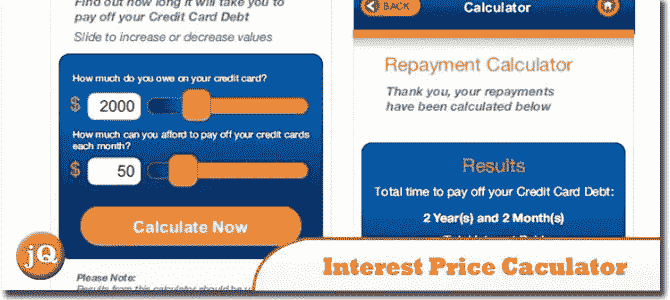 Find out how long it will take you to
pay off your Credit Card Debt
Slide to increase or decrease values
How much do you owe on your credit card?
$ 2000
How much can you afford to pay off your credit cards
each month?
$ 50
Calculate Now
Please Note:
Results from this calculator should be
BACK
Calculator
Repayment Calculator
Thank you, your repayments
have been calculated below
Results
Total time to pay off your Credit Card Debt:
2 Year(s) and 2 Month(s)
jQ
Interest Price Caculator